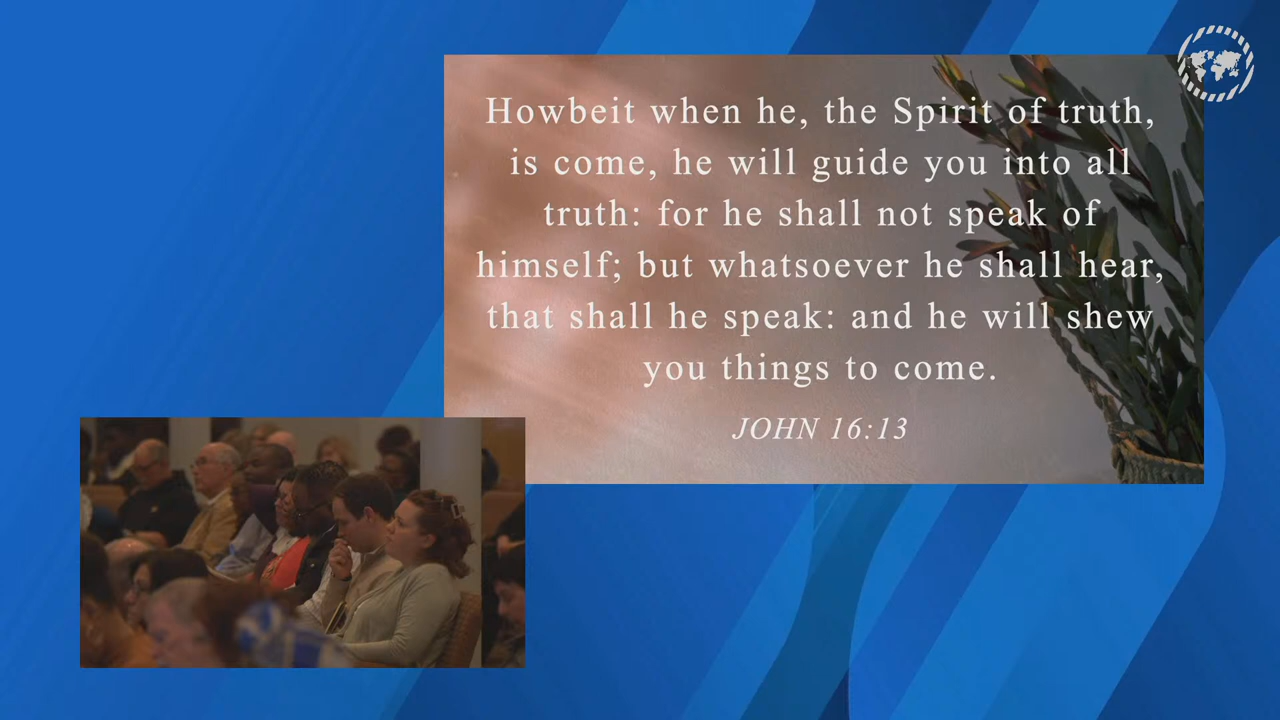 Howbeit when he, the Spirit of truth,
is come, he will guide you into all
truth: for he shall not speak of
himself; but whatsoever he shall hear,
that shall he speak: and he will shew
you things to come.
JOHN 16:13